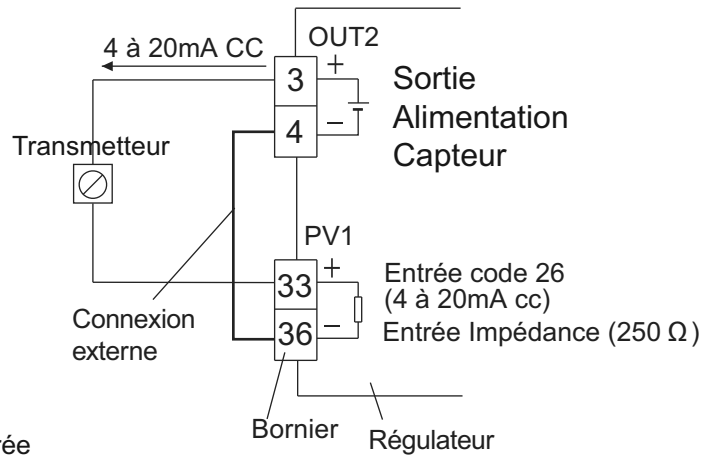 OUT2
4 à 20mA CC
+
3
Sortie
Alimentation
Capteur
4
−
Transmetteur
PV1
33
+
Entrée code 26
(4 à 20mA cc)
36
−
Entrée Impédance (250 Ω)
Connexion
externe
Bornier
Régulateur